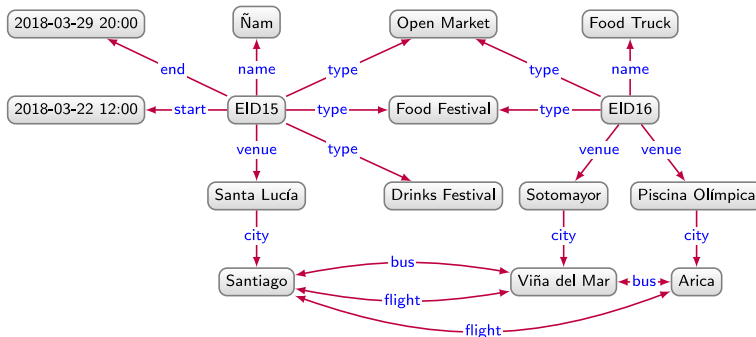 2018-03-29 20:00
Ñam
Open Market
Food Truck
end
name
type
type
name
2018-03-22 12:00
start
EID15
type
Food Festival
type
EID16
venue
type
venue
venue
Santa Lucía
Drinks Festival
Sotomayor
Piscina Olímpica
city
city
city
bus
Santiago
Viña del Mar
bus
Arica
flight
flight